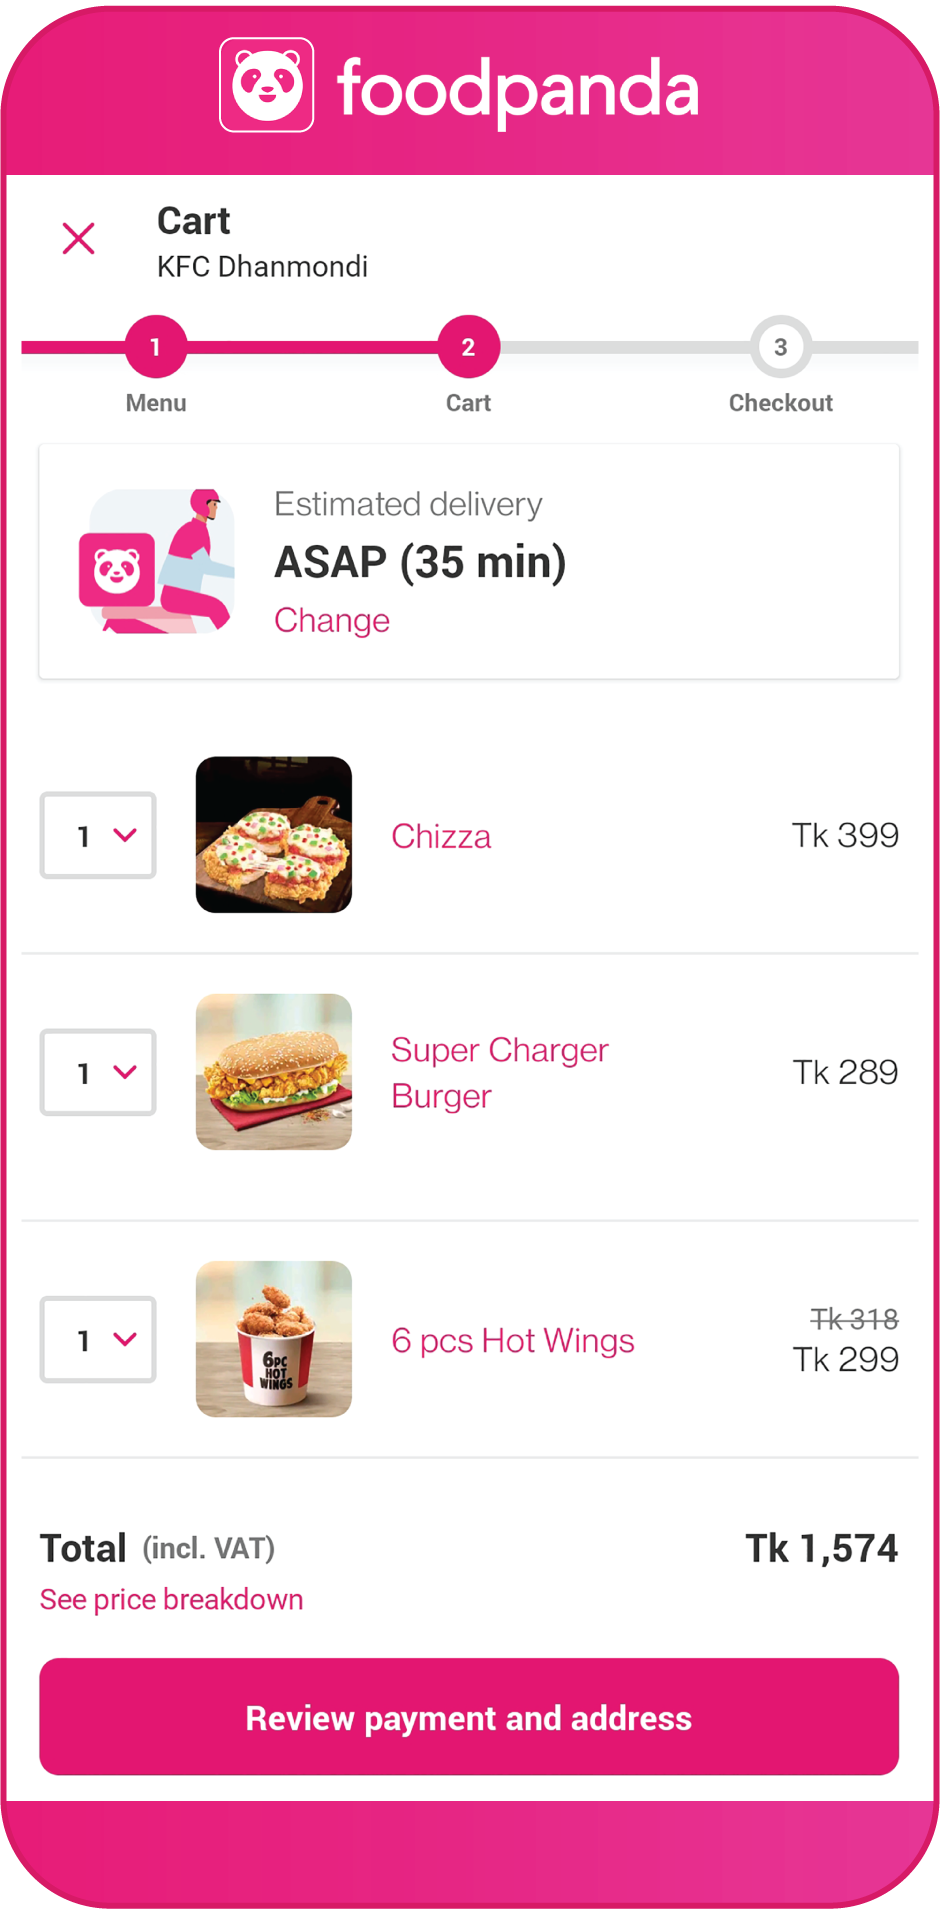 foodpanda
Cart
KFC Dhanmondi
1
2
3
Menu
Cart
Checkout
Estimated delivery
ASAP (35 min)
Change
1
Chizza
Tk 399
1
Super Charger
Burger
Tk 289
1
6PC
HOT
WINGS
6 pcs Hot Wings
Tk 318
Tk 299
Total (incl. VAT)
Tk 1,574
See price breakdown
Review payment and address